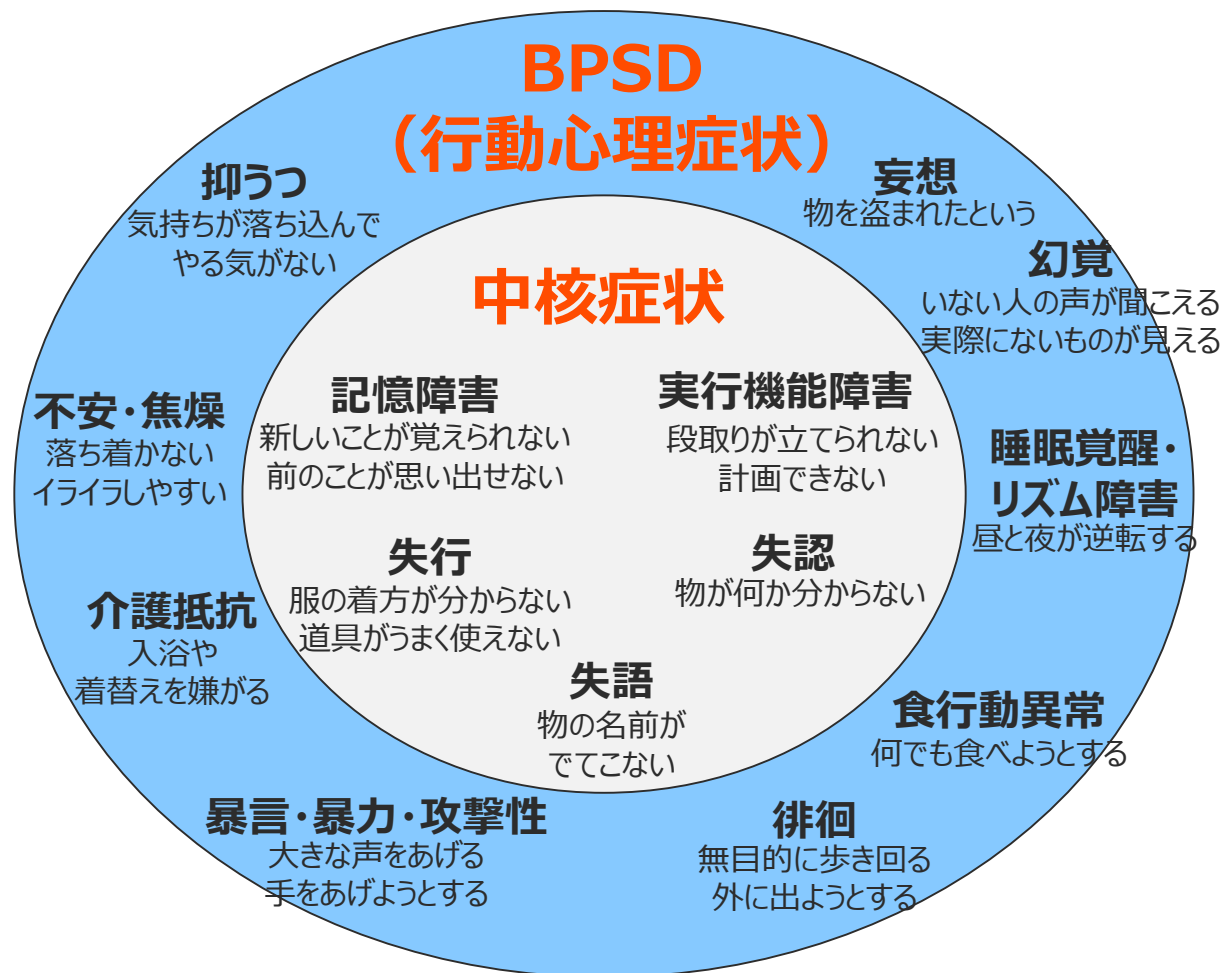 BPSD
（行動心理症状）
抑うつ
気持ちが落ち込んで
やる気がない
妄想
物を盗まれたという
幻覚
いない人の声が聞こえる
実際にないものが見える
中核症状
不安・焦燥
落ち着かない
イライラしやすい
記憶障害
新しいことが覚えられない
前のことが思い出せない
実行機能障害
段取りが立てられない
計画できない
睡眠覚醒・
リズム障害
昼と夜が逆転する
失行
服の着方が分からない
道具がうまく使えない
失認
物が何か分からない
介護抵抗
入浴や
着替えを嫌がる
失語
物の名前が
でてこない
食行動異常
何でも食べようとする
暴言・暴力・攻撃性
大きな声をあげる
手をあげようとする
徘徊
無目的に歩き回る
外に出ようとする